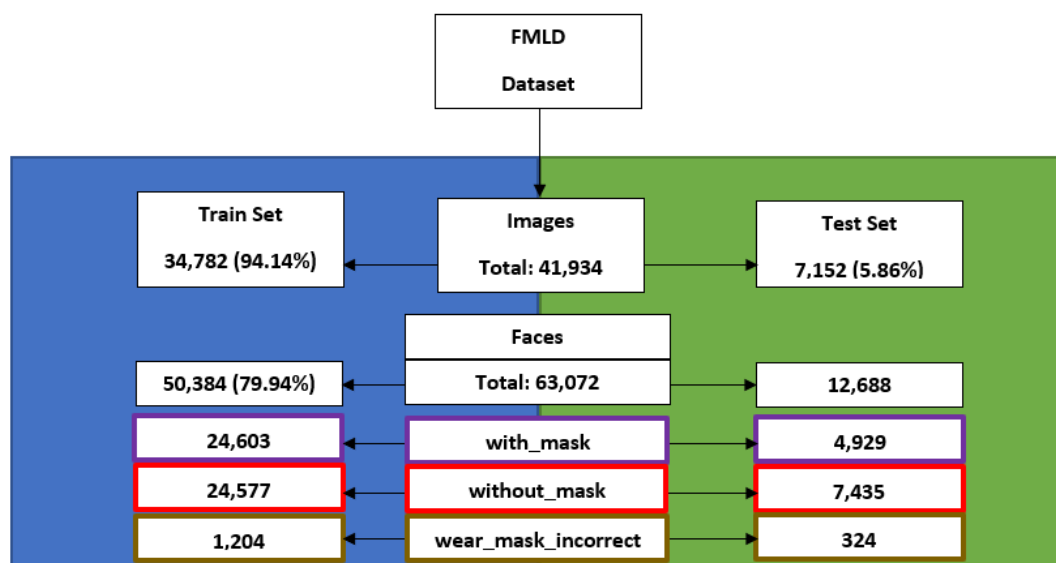 FMLD
Dataset
Train Set
34,782 (94.14%)
Images
Total: 41,934
Test Set
7,152 (5.86%)
Faces
50,384 (79.94%)
Total: 63,072
12,688
24,603
with_mask
4,929
24,577
without_mask
7,435
1,204
wear_mask_incorrect
324